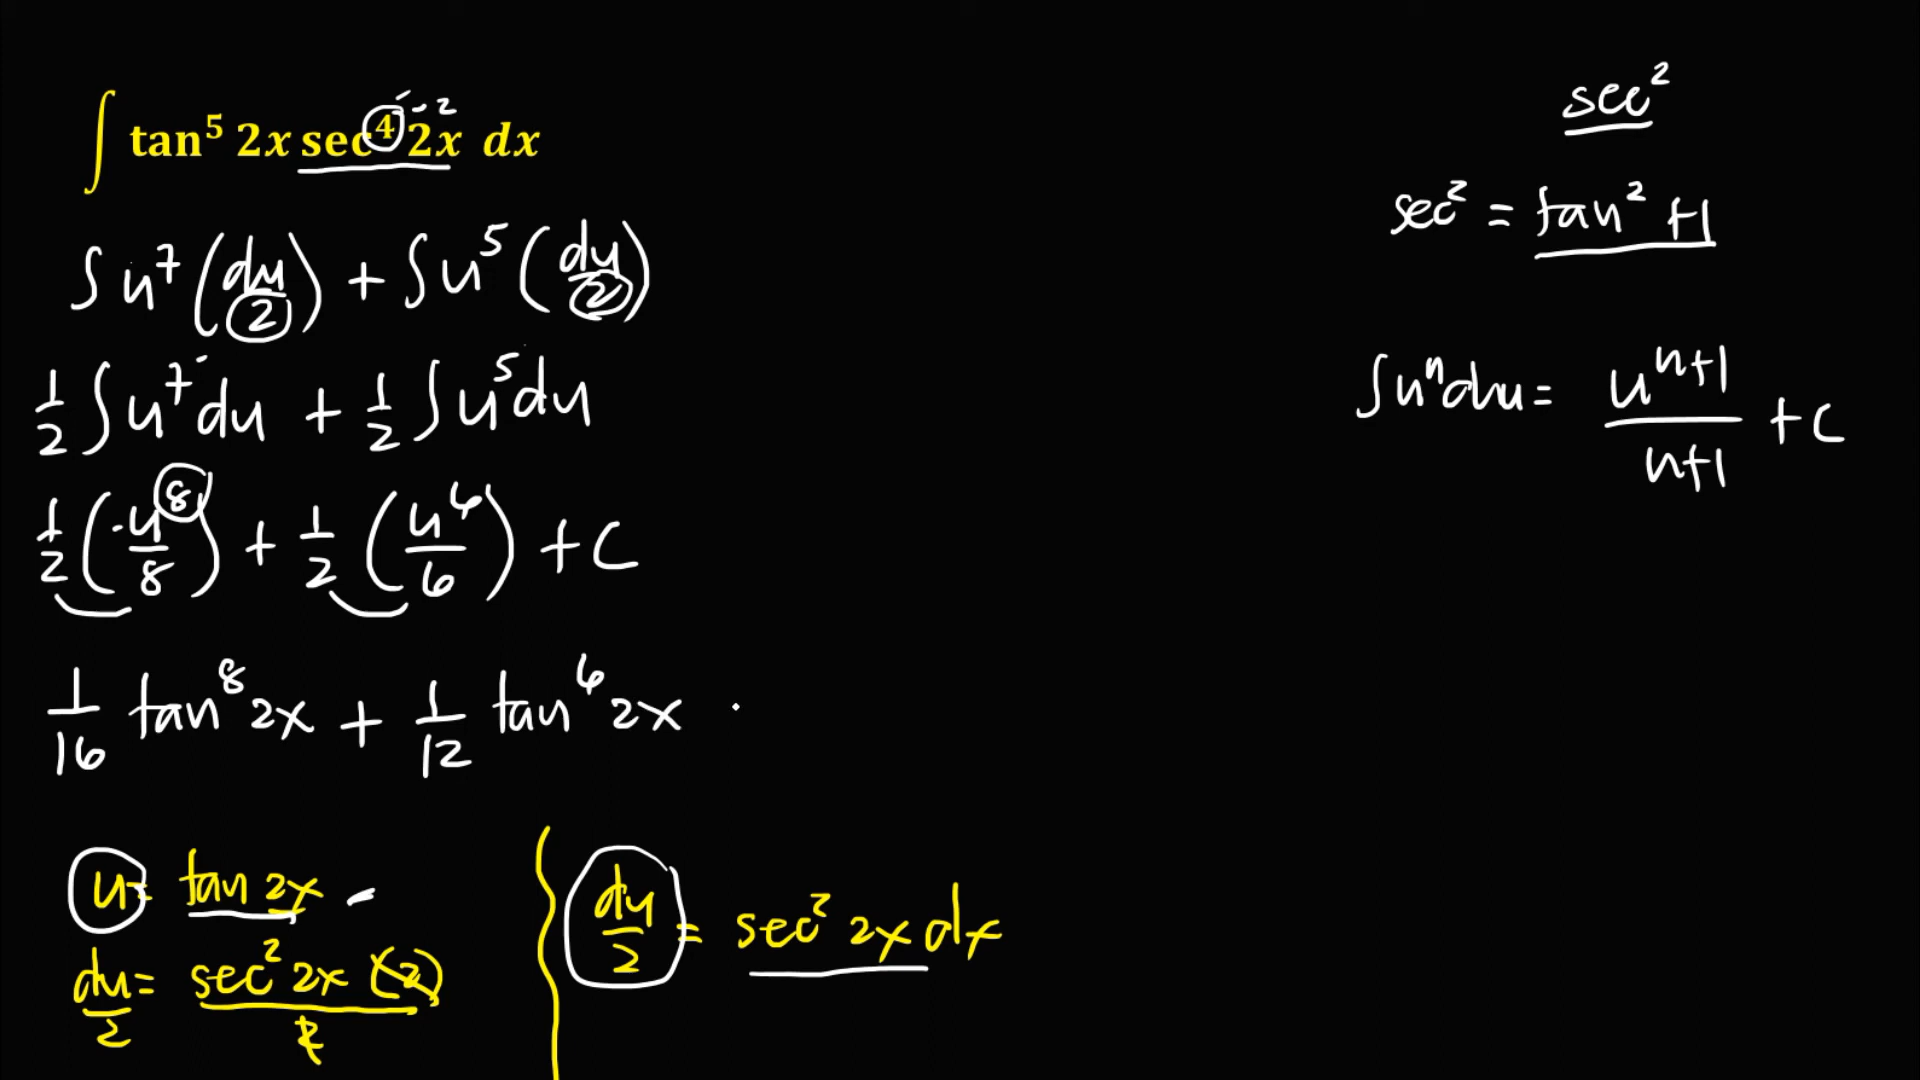 ∫ tan⁵ 2x sec⁴ 2x dx
-2
∫u⁷(du/2) + ∫u⁵(du/2)
1/2 ∫u⁷du + 1/2 ∫u⁵du
1/2 (u⁸/8) + 1/2 (u⁶/6) + C
1/16 tan⁸ 2x + 1/12 tan⁶ 2x
u = tan 2x
du/2 = sec² 2x (2)/2
du/2 = sec² 2x dx
sec²
sec² = tan² + 1
∫uⁿdu = uⁿ⁺¹/n+1 + C